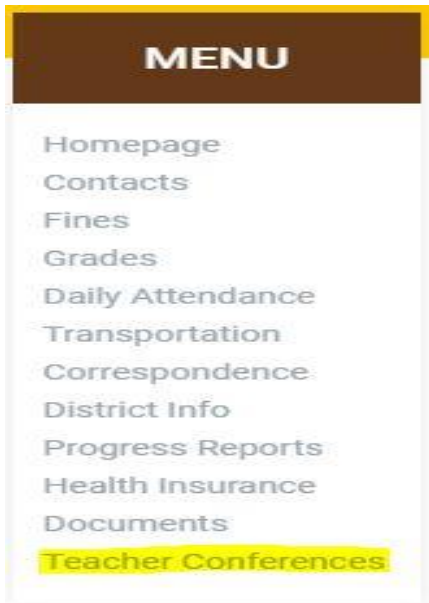 MENU
Homepage
Contacts
Fines
Grades
Daily Attendance
Transportation
Correspondence
District Info
Progress Reports
Health Insurance
Documents
Teacher Conferences